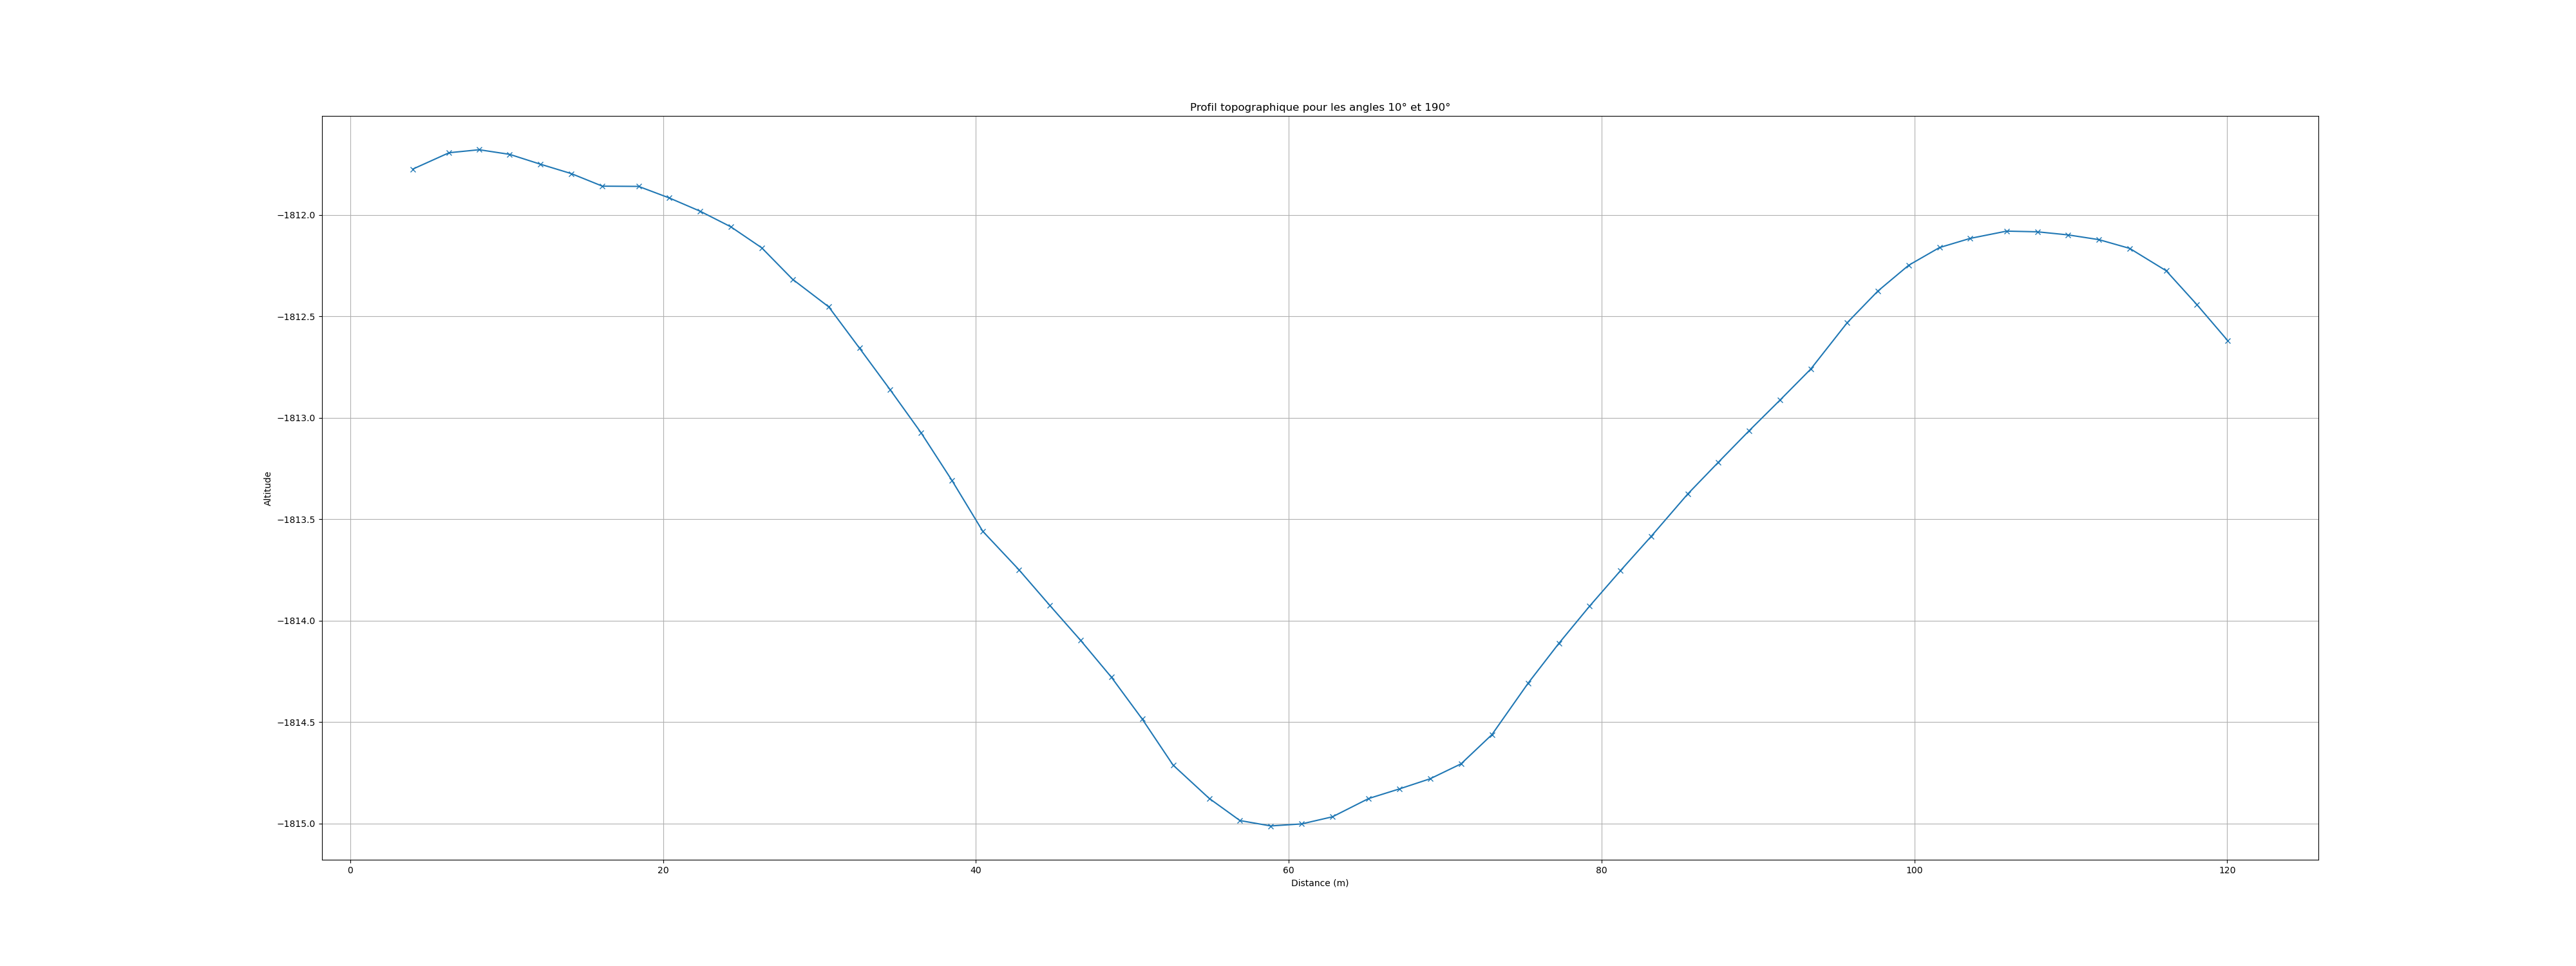 Profil topographique pour les angles 10° et 190°
−1812.0
−1812.5
−1813.0
−1813.5
−1814.0
−1814.5
−1815.0
Altitude
0 20 40 60 80 100 120
Distance (m)